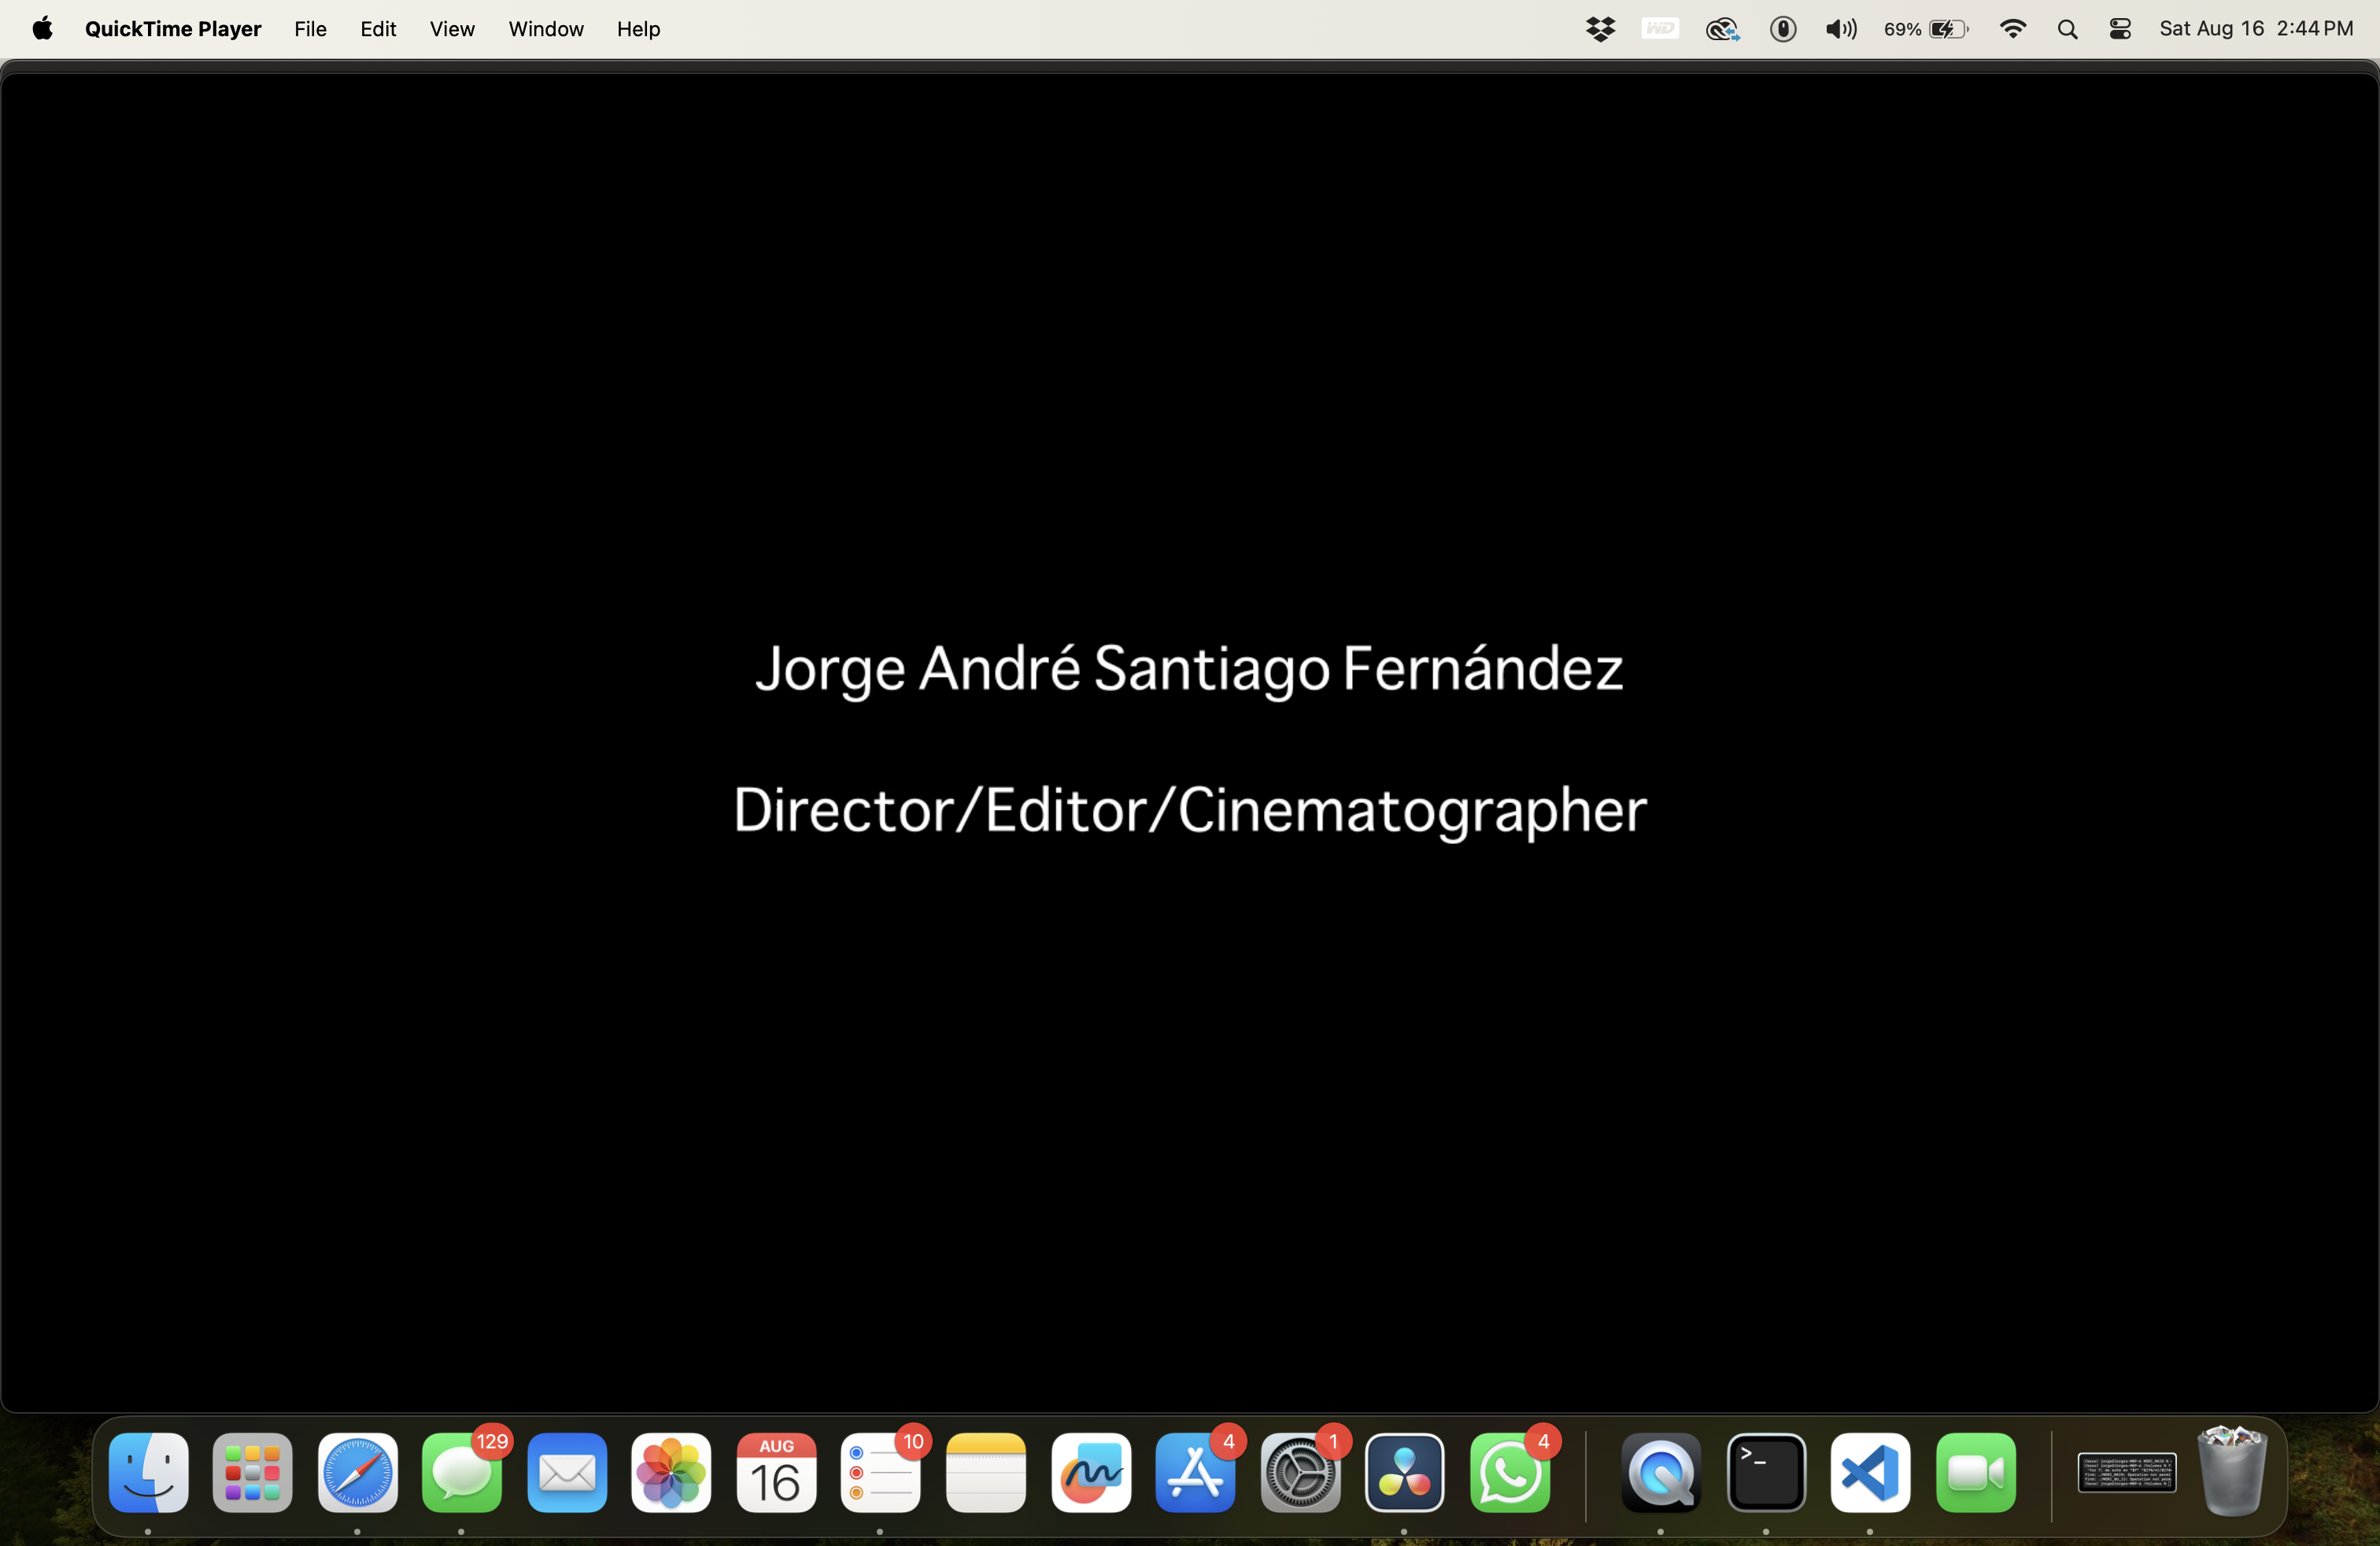 QuickTime Player File Edit View Window Help WD 69% Sat Aug 16 2:44 PM
Jorge André Santiago Fernández
Director/Editor/Cinematographer
129 AUG 10 4 1 4
16 >_